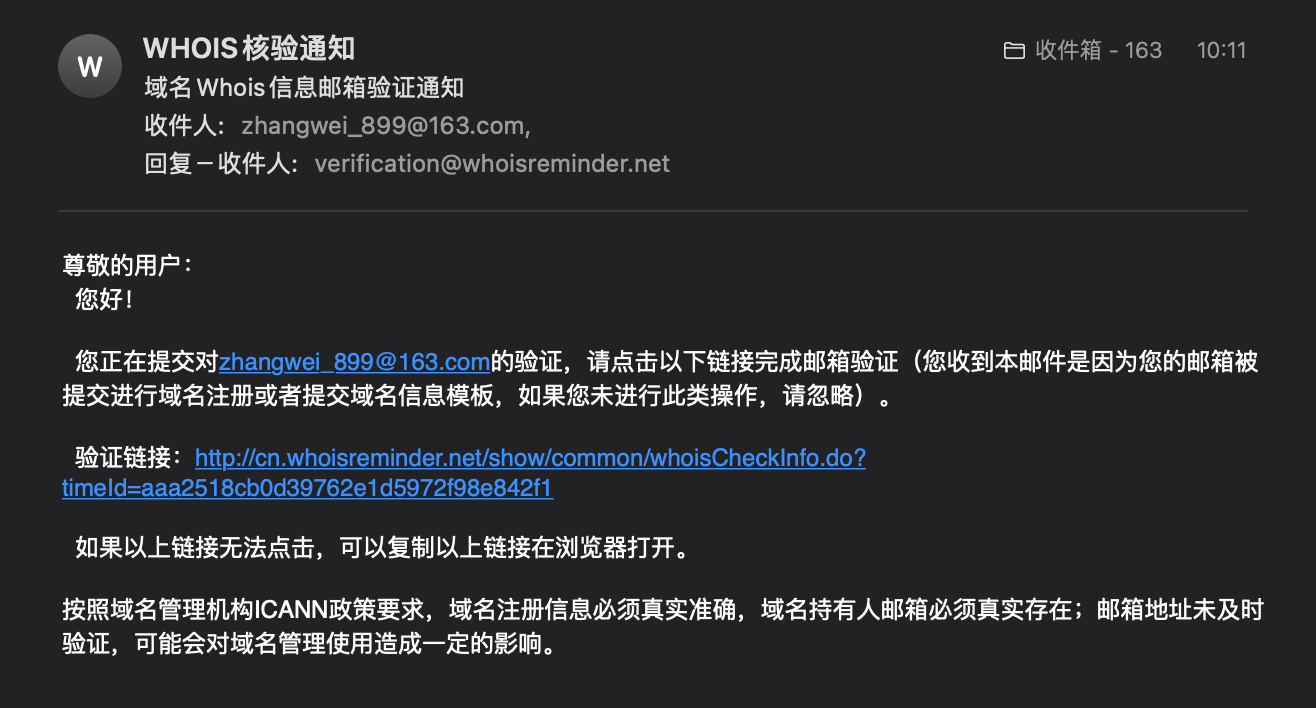 W
WHOIS核验通知
收件箱 - 163
10:11
域名Whois信息邮箱验证通知
收件人： zhangwei_899@163.com,
回复－收件人： verification@whoisreminder.net
尊敬的用户：
您好！
您正在提交对zhangwei_899@163.com的验证，请点击以下链接完成邮箱验证（您收到本邮件是因为您的邮箱被
提交进行域名注册或者提交域名信息模板，如果您未进行此类操作，请忽略）。
验证链接：http://cn.whoisreminder.net/show/common/whoisCheckInfo.do?
timeId=aaa2518cb0d39762e1d5972f98e842f1
如果以上链接无法点击，可以复制以上链接在浏览器打开。
按照域名管理机构ICANN政策要求，域名注册信息必须真实准确，域名持有人邮箱必须真实存在；邮箱地址未及时
验证，可能会对域名管理使用造成一定的影响。